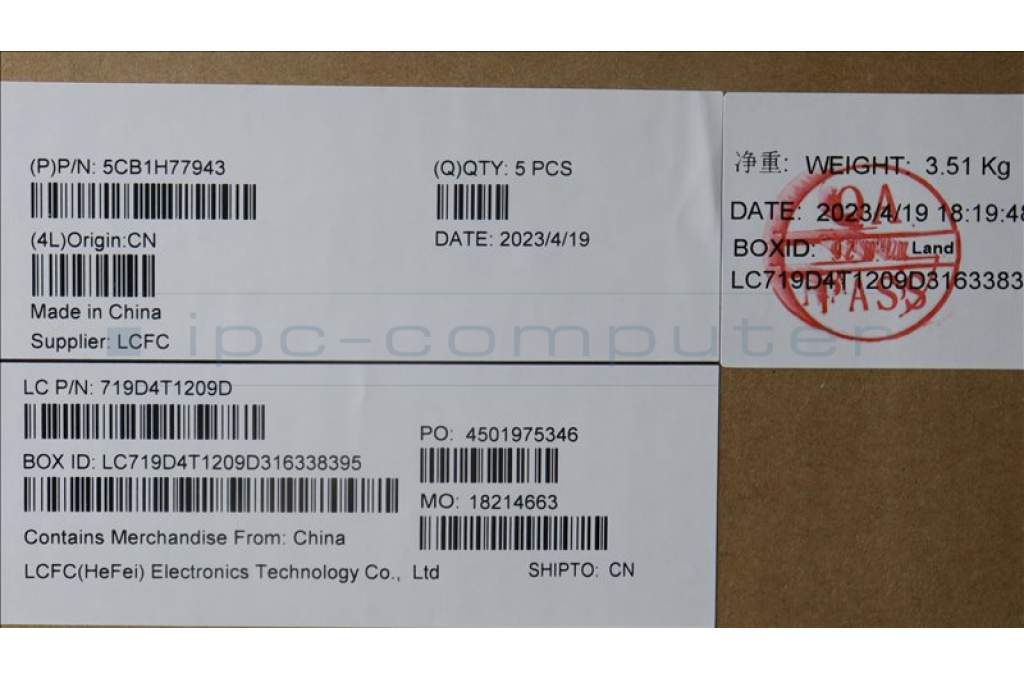 (P)P/N: 5CB1H77943
(Q)QTY: 5 PCS
(4L)Origin:CN
DATE: 2023/4/19
Made in China
Supplier: LCFC
净重: WEIGHT: 3.51 Kg
DATE: 2023/4/19 18:19:48
BOXID: Land
LC719D4T1209D3163383
QA
PASS
ipc-computer
LC P/N: 719D4T1209D
PO: 4501975346
BOX ID: LC719D4T1209D316338395
MO: 18214663
Contains Merchandise From: China
LCFC(HeFei) Electronics Technology Co., Ltd
SHIPTO: CN